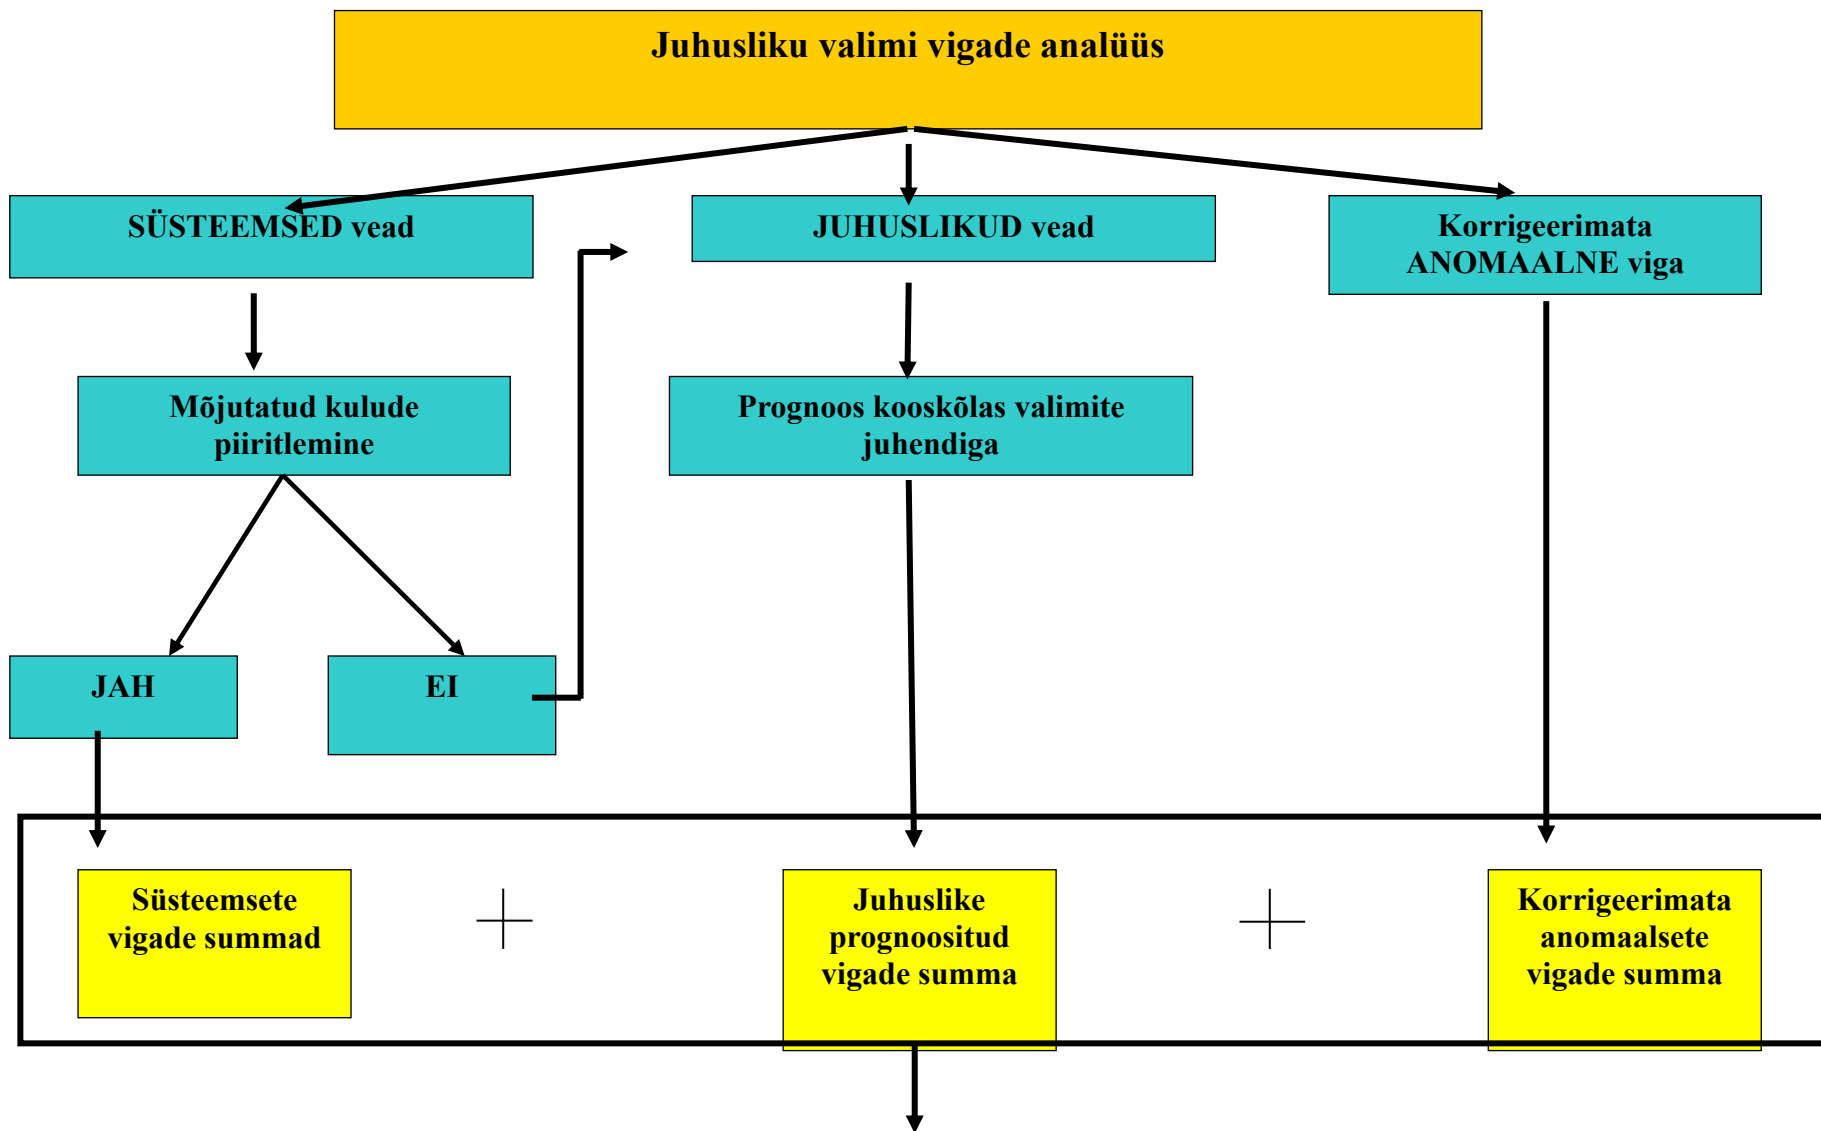 Juhusliku valimi vigade analüüs
SÜSTEEMSED vead
JUHUSLIKUD vead
Korrigeerimata
ANOMAALNE viga
Mõjutatud kulude
piiritlemine
Prognoos kooskõlas valimite
juhendiga
JAH
EI
Süsteemsete
vigade summad
Juhuslike
prognoositud
vigade summa
Korrigeerimata
anomaalsete
vigade summa